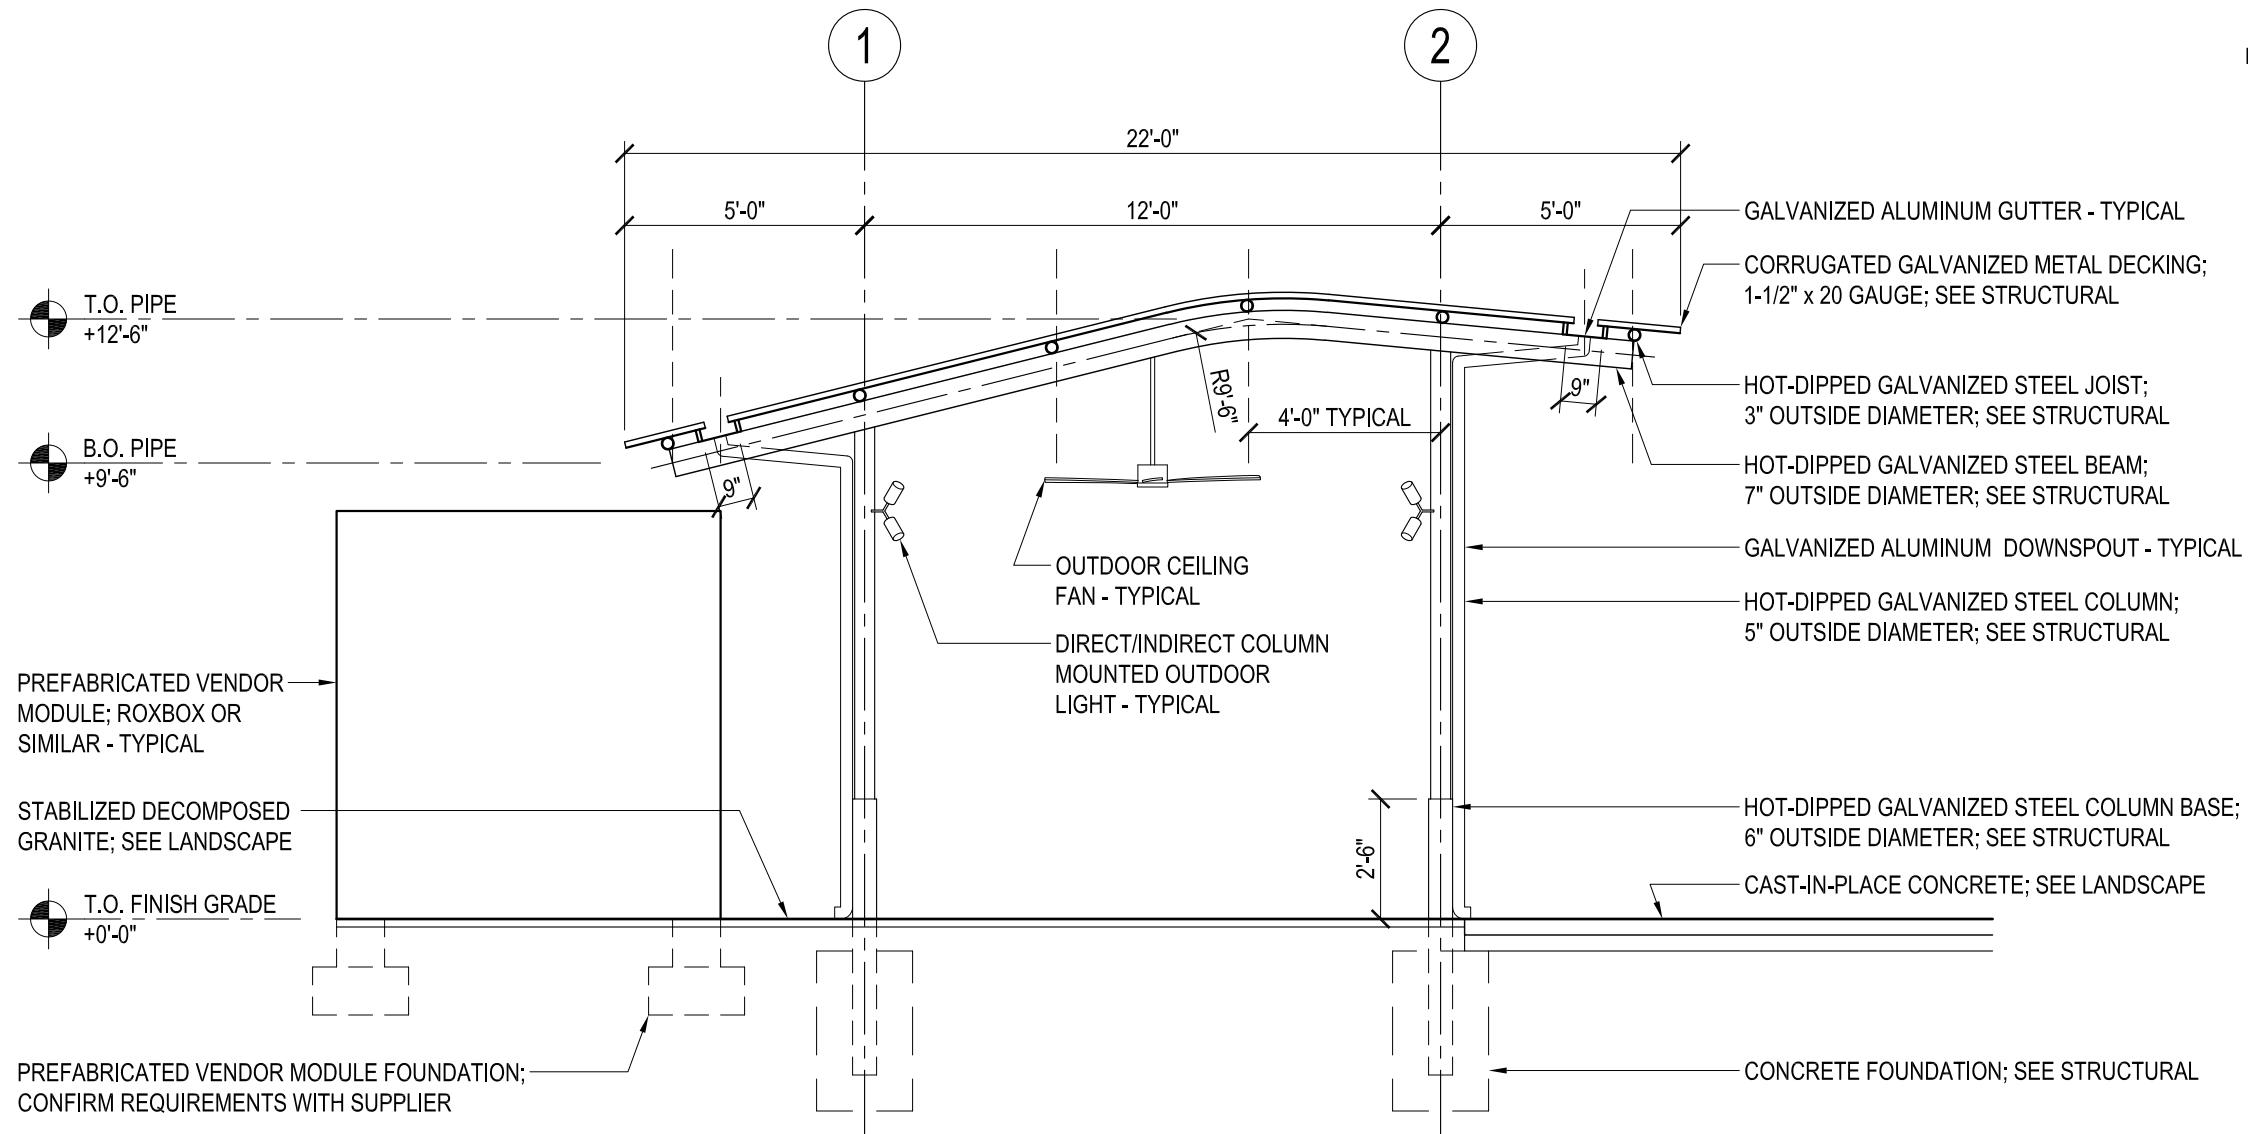 1
2
22'-0"
5'-0"
12'-0"
5'-0"
T.O. PIPE
+12'-6"
B.O. PIPE
+9'-6"
9"
R9'-6"
4'-0" TYPICAL
9"
GALVANIZED ALUMINUM GUTTER - TYPICAL
CORRUGATED GALVANIZED METAL DECKING;
1-1/2" x 20 GAUGE; SEE STRUCTURAL
HOT-DIPPED GALVANIZED STEEL JOIST;
3" OUTSIDE DIAMETER; SEE STRUCTURAL
HOT-DIPPED GALVANIZED STEEL BEAM;
7" OUTSIDE DIAMETER; SEE STRUCTURAL
GALVANIZED ALUMINUM DOWNSPOUT - TYPICAL
HOT-DIPPED GALVANIZED STEEL COLUMN;
5" OUTSIDE DIAMETER; SEE STRUCTURAL
OUTDOOR CEILING
FAN - TYPICAL
DIRECT/INDIRECT COLUMN
MOUNTED OUTDOOR
LIGHT - TYPICAL
PREFABRICATED VENDOR
MODULE; ROXBOX OR
SIMILAR - TYPICAL
STABILIZED DECOMPOSED
GRANITE; SEE LANDSCAPE
2'-6"
HOT-DIPPED GALVANIZED STEEL COLUMN BASE;
6" OUTSIDE DIAMETER; SEE STRUCTURAL
CAST-IN-PLACE CONCRETE; SEE LANDSCAPE
T.O. FINISH GRADE
+0'-0"
PREFABRICATED VENDOR MODULE FOUNDATION;
CONFIRM REQUIREMENTS WITH SUPPLIER
CONCRETE FOUNDATION; SEE STRUCTURAL